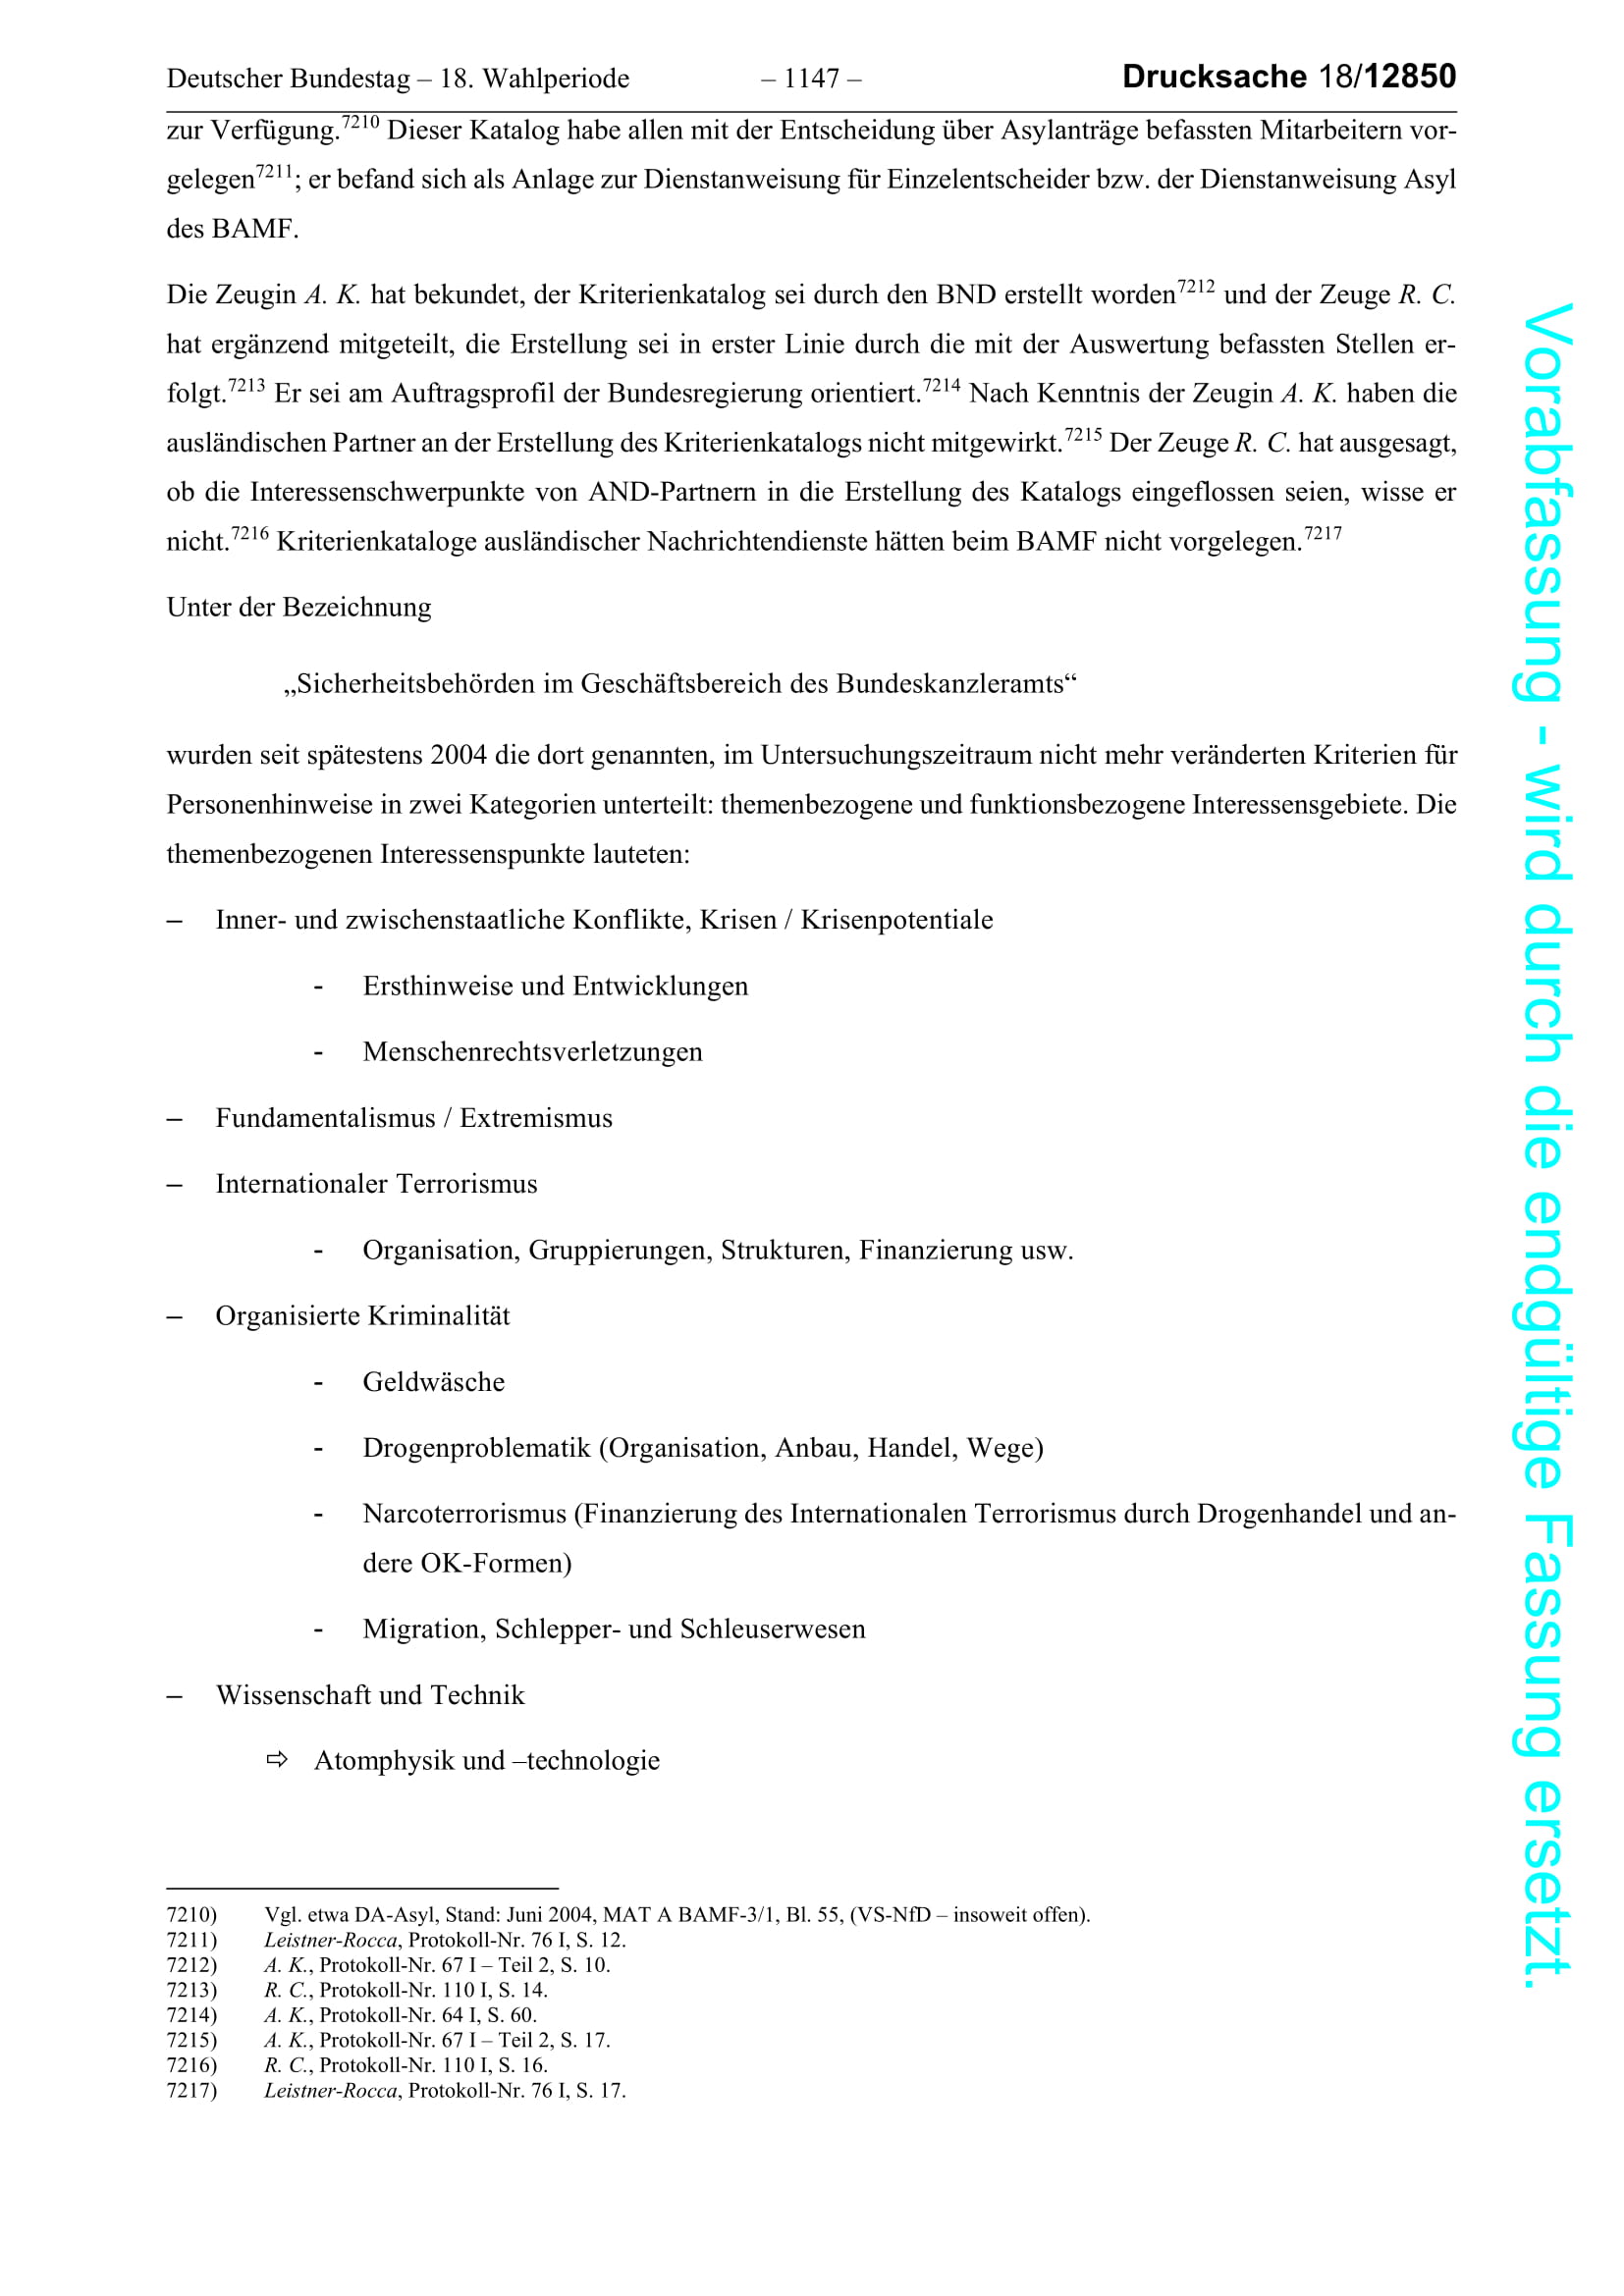 Deutscher Bundestag – 18. Wahlperiode – 1147 – Drucksache 18/12850
zur Verfügung.7210 Dieser Katalog habe allen mit der Entscheidung über Asylanträge befassten Mitarbeitern vor-
gelegen7211; er befand sich als Anlage zur Dienstanweisung für Einzelentscheider bzw. der Dienstanweisung Asyl
des BAMF.
Die Zeugin A. K. hat bekundet, der Kriterienkatalog sei durch den BND erstellt worden7212 und der Zeuge R. C.
hat ergänzend mitgeteilt, die Erstellung sei in erster Linie durch die mit der Auswertung befassten Stellen er-
folgt.7213 Er sei am Auftragsprofil der Bundesregierung orientiert.7214 Nach Kenntnis der Zeugin A. K. haben die
ausländischen Partner an der Erstellung des Kriterienkatalogs nicht mitgewirkt.7215 Der Zeuge R. C. hat ausgesagt,
ob die Interessenschwerpunkte von AND-Partnern in die Erstellung des Katalogs eingeflossen seien, wisse er
nicht.7216 Kriterienkataloge ausländischer Nachrichtendienste hätten beim BAMF nicht vorgelegen.7217
Unter der Bezeichnung
„Sicherheitsbehörden im Geschäftsbereich des Bundeskanzleramts“
wurden seit spätestens 2004 die dort genannten, im Untersuchungszeitraum nicht mehr veränderten Kriterien für
Personenhinweise in zwei Kategorien unterteilt: themenbezogene und funktionsbezogene Interessensgebiete. Die
themenbezogenen Interessenspunkte lauteten:
– Inner- und zwischenstaatliche Konflikte, Krisen / Krisenpotentiale
- Ersthinweise und Entwicklungen
- Menschenrechtsverletzungen
– Fundamentalismus / Extremismus
– Internationaler Terrorismus
- Organisation, Gruppierungen, Strukturen, Finanzierung usw.
– Organisierte Kriminalität
- Geldwäsche
- Drogenproblematik (Organisation, Anbau, Handel, Wege)
- Narcoterrorismus (Finanzierung des Internationalen Terrorismus durch Drogenhandel und an-
dere OK-Formen)
- Migration, Schlepper- und Schleuserwesen
– Wissenschaft und Technik
⇨ Atomphysik und –technologie
7210) Vgl. etwa DA-Asyl, Stand: Juni 2004, MAT A BAMF-3/1, Bl. 55, (VS-NfD – insoweit offen).
7211) Leistner-Rocca, Protokoll-Nr. 76 I, S. 12.
7212) A. K., Protokoll-Nr. 67 I – Teil 2, S. 10.
7213) R. C., Protokoll-Nr. 110 I, S. 14.
7214) A. K., Protokoll-Nr. 64 I, S. 60.
7215) A. K., Protokoll-Nr. 67 I – Teil 2, S. 17.
7216) R. C., Protokoll-Nr. 110 I, S. 16.
7217) Leistner-Rocca, Protokoll-Nr. 76 I, S. 17.
Vorabfassung - wird durch die endgültige Fassung ersetzt.